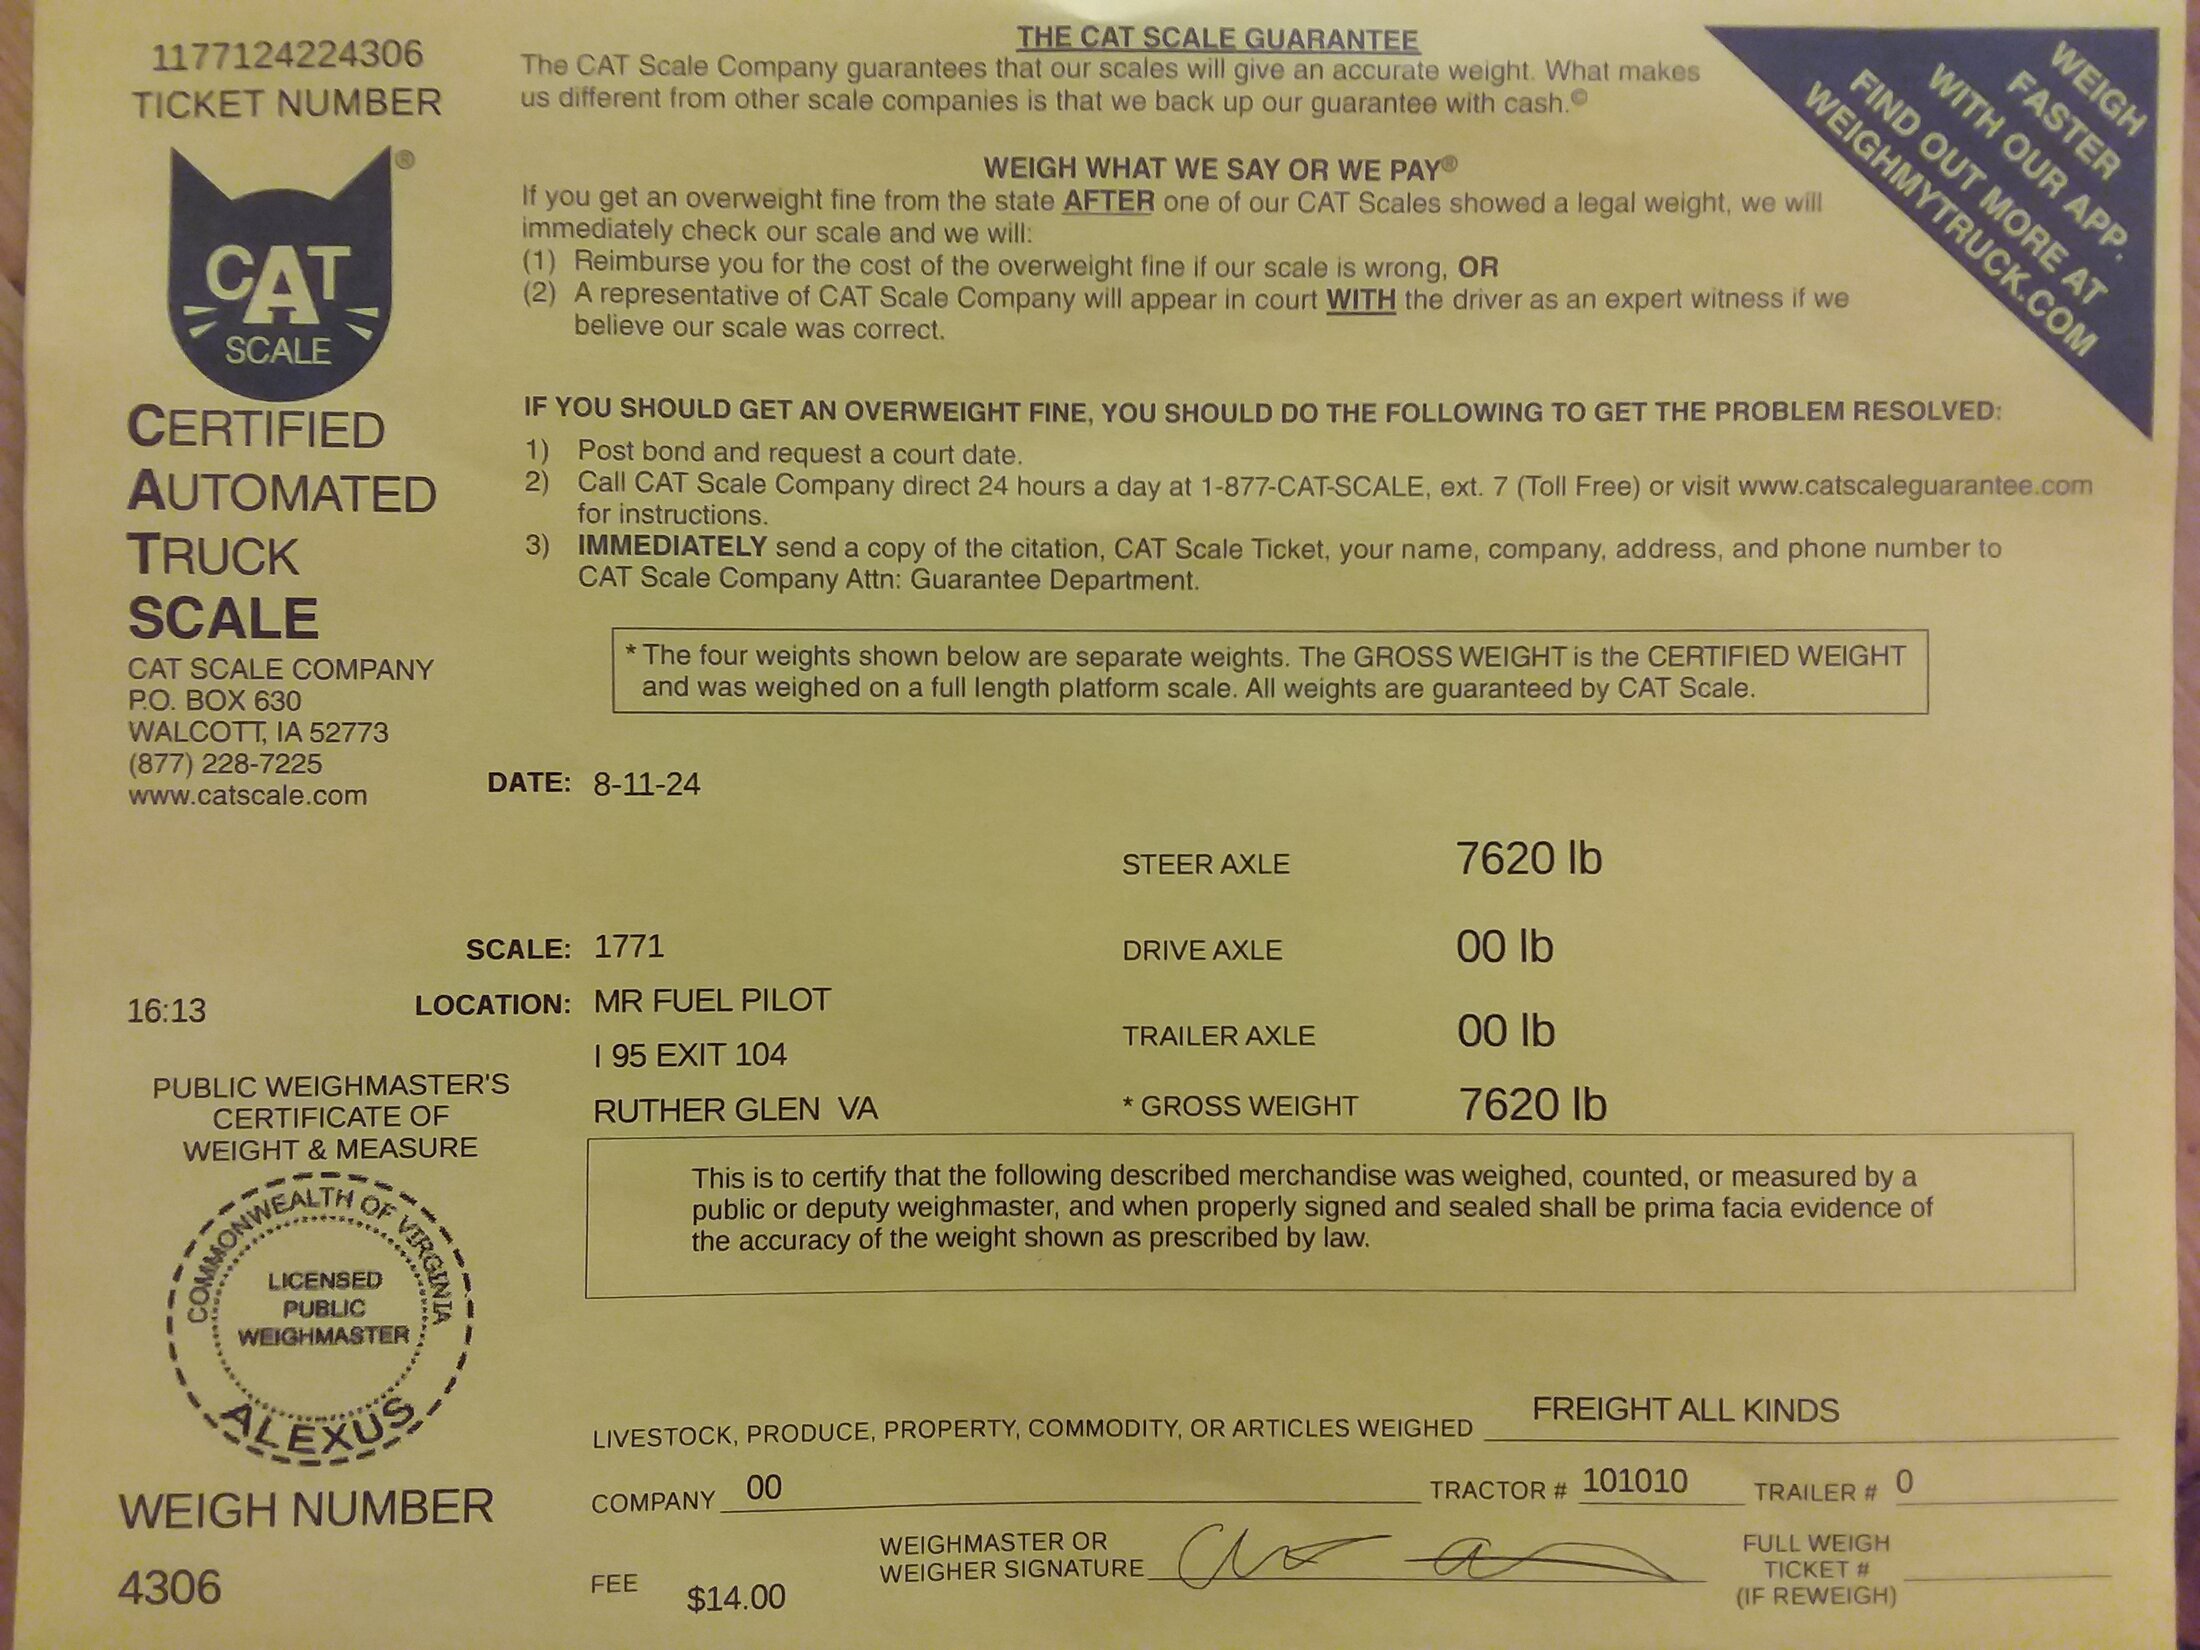 1177124224306
TICKET NUMBER
CAT
SCALE
®
CERTIFIED
AUTOMATED
TRUCK
SCALE
CAT SCALE COMPANY
P.O. BOX 630
WALCOTT, IA 52773
(877) 228-7225
www.catscale.com
THE CAT SCALE GUARANTEE
The CAT Scale Company guarantees that our scales will give an accurate weight. What makes
us different from other scale companies is that we back up our guarantee with cash.©
WEIGH WHAT WE SAY OR WE PAY®
If you get an overweight fine from the state AFTER one of our CAT Scales showed a legal weight, we will
immediately check our scale and we will:
(1) Reimburse you for the cost of the overweight fine if our scale is wrong, OR
(2) A representative of CAT Scale Company will appear in court WITH the driver as an expert witness if we
believe our scale was correct.
WEIGH
FASTER
WITH OUR APP.
FIND OUT MORE AT
WEIGHMYTRUCK.COM
IF YOU SHOULD GET AN OVERWEIGHT FINE, YOU SHOULD DO THE FOLLOWING TO GET THE PROBLEM RESOLVED:
1) Post bond and request a court date.
2) Call CAT Scale Company direct 24 hours a day at 1-877-CAT-SCALE, ext. 7 (Toll Free) or visit www.catscaleguarantee.com
for instructions.
3) IMMEDIATELY send a copy of the citation, CAT Scale Ticket, your name, company, address, and phone number to
CAT Scale Company Attn: Guarantee Department.
* The four weights shown below are separate weights. The GROSS WEIGHT is the CERTIFIED WEIGHT
and was weighed on a full length platform scale. All weights are guaranteed by CAT Scale.
DATE: 8-11-24
STEER AXLE 7620 lb
SCALE: 1771
DRIVE AXLE 00 lb
16:13
LOCATION: MR FUEL PILOT
I 95 EXIT 104
RUTHER GLEN VA
TRAILER AXLE 00 lb
* GROSS WEIGHT 7620 lb
PUBLIC WEIGHMASTER'S
CERTIFICATE OF
WEIGHT & MEASURE
COMMONWEALTH OF VIRGINIA
LICENSED
PUBLIC
WEIGHMASTER
ALEXUS
This is to certify that the following described merchandise was weighed, counted, or measured by a
public or deputy weighmaster, and when properly signed and sealed shall be prima facia evidence of
the accuracy of the weight shown as prescribed by law.
LIVESTOCK, PRODUCE, PROPERTY, COMMODITY, OR ARTICLES WEIGHED FREIGHT ALL KINDS
COMPANY 00 TRACTOR # 101010 TRAILER # 0
WEIGH NUMBER
4306
FEE $14.00
WEIGHMASTER OR
WEIGHER SIGNATURE
FULL WEIGH
TICKET #
(IF REWEIGH)